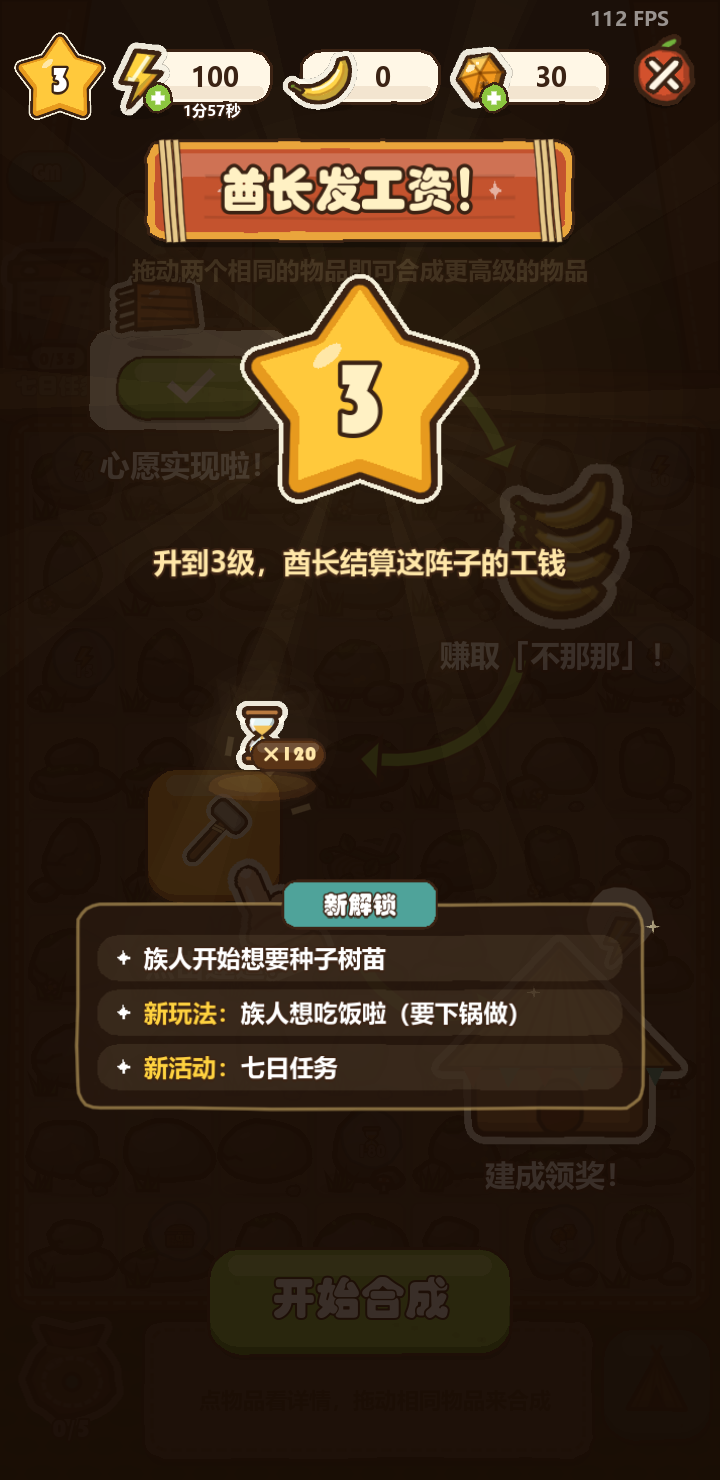 112 FPS
3
100
0
30
1分57秒
酋长发工资!
拖动两个相同的物品即可合成更高级的物品
3
心愿实现啦!
升到3级，酋长结算这阵子的工钱
赚取「不那那」!
×120
新解锁
族人开始想要种子树苗
新玩法：族人想吃饭啦（要下锅做）
新活动：七日任务
建成领奖!
开始合成